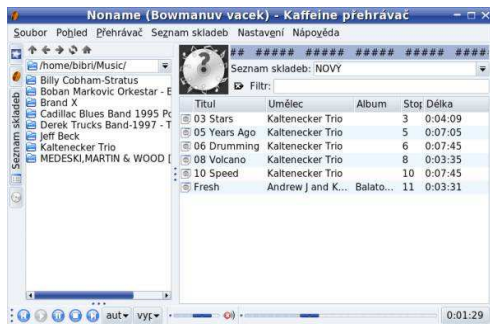 Noname (Bowmanuv vacek) - Kaffeine přehrávač
Soubor Pohled Přehrávač Seznam skladeb Nastavení Nápověda
/home/bibri/Music/
Billy Cobham-Stratus
Boban Markovic Orkestar - E
Brand X
Cadillac Blues Band 1995 Po
Derek Trucks Band-1997 - T
Jeff Beck
Kaltenecker Trio
MEDESKI,MARTIN & WOOD [
Seznam skladeb
## ##### ##### ##### ##### ####
Seznam skladeb: NOVÝ
Filtr:
Titul Umělec Album Stop Délka
03 Stars Kaltenecker Trio 3 0:04:09
05 Years Ago Kaltenecker Trio 5 0:07:05
06 Drumming Kaltenecker Trio 6 0:07:45
08 Volcano Kaltenecker Trio 8 0:03:35
10 Speed Kaltenecker Trio 10 0:07:45
Fresh Andrew J and K... Balato... 11 0:03:31
aut vyp 0:01:29